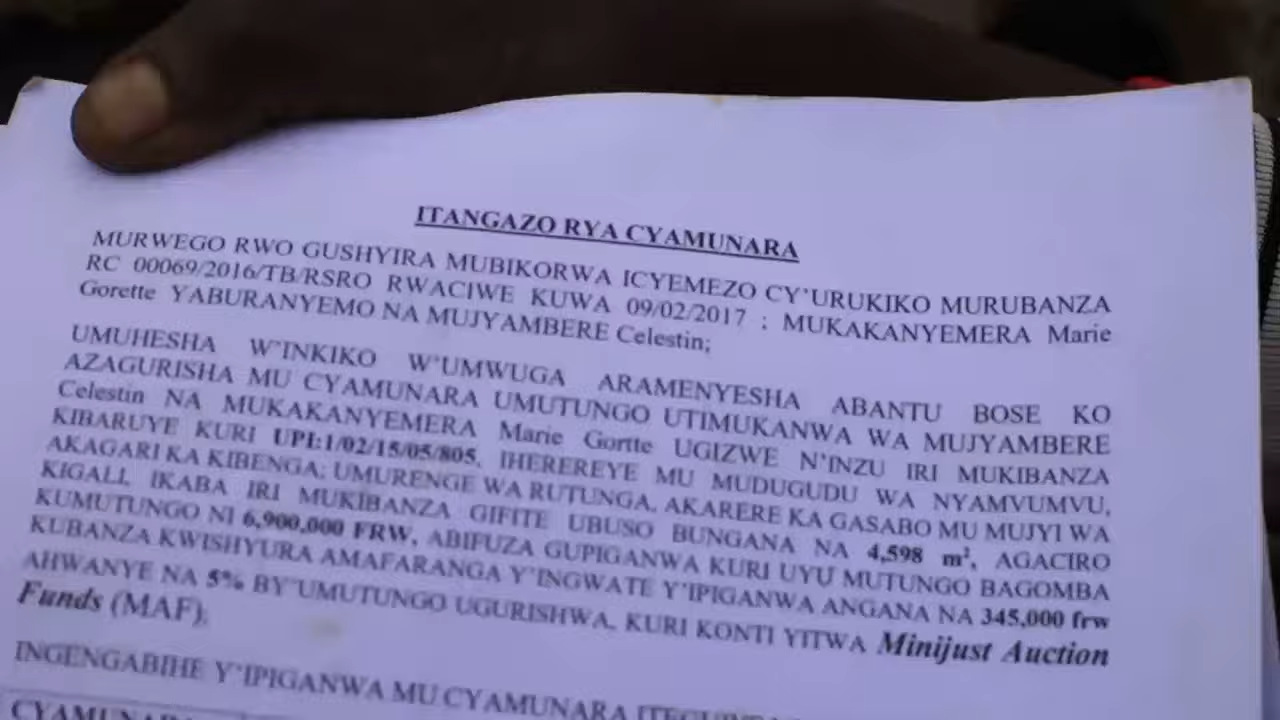 ITANGAZO RYA CYAMUNARA
MURWEGO RWO GUSHYIRA MUBIKORWA ICYEMEZO CY'URUKIKO MURUBANZA
RC 00069/2016/TB/RSRO RWACIWE KUWA 09/02/2017 ; MUKAKANYEMERA Marie
Gorette YABURANYEMO NA MUJYAMBERE Celestin;
UMUHESHA W'INKIKO W'UMWUGA ARAMENYESHA ABANTU BOSE KO
AZAGURISHA MU CYAMUNARA UMUTUNGO UTIMUKANWA WA MUJYAMBERE
Celestin NA MUKAKANYEMERA Marie Gortte UGIZWE N'INZU IRI MUKIBANZA
KIBARUYE KURI UPI:1/02/15/05/805, IHEREREYE MU MUDUGUDU WA NYAMVUMVU,
AKAGARI KA KIBENGA; UMURENGE WA RUTUNGA, AKARERE KA GASABO MU MUJYI WA
KIGALI, IKABA IRI MUKIBANZA GIFITE UBUSO BUNGANA NA 4,598 m², AGACIRO
KUMUTUNGO NI 6,900,000 FRW, ABIFUZA GUPIGANWA KURI UYU MUTUNGO BAGOMBA
KUBANZA KWISHYURA AMAFARANGA Y'INGWATE Y'IPIGANWA ANGANA NA 345,000 frw
AHWANYE NA 5% BY'UMUTUNGO UGURISHWA, KURI KONTI YITWA Minijust Auction
Funds (MAF);
INGENGABIHE Y'IPIGANWA MU CYAMUNARA
CYAMUNARA